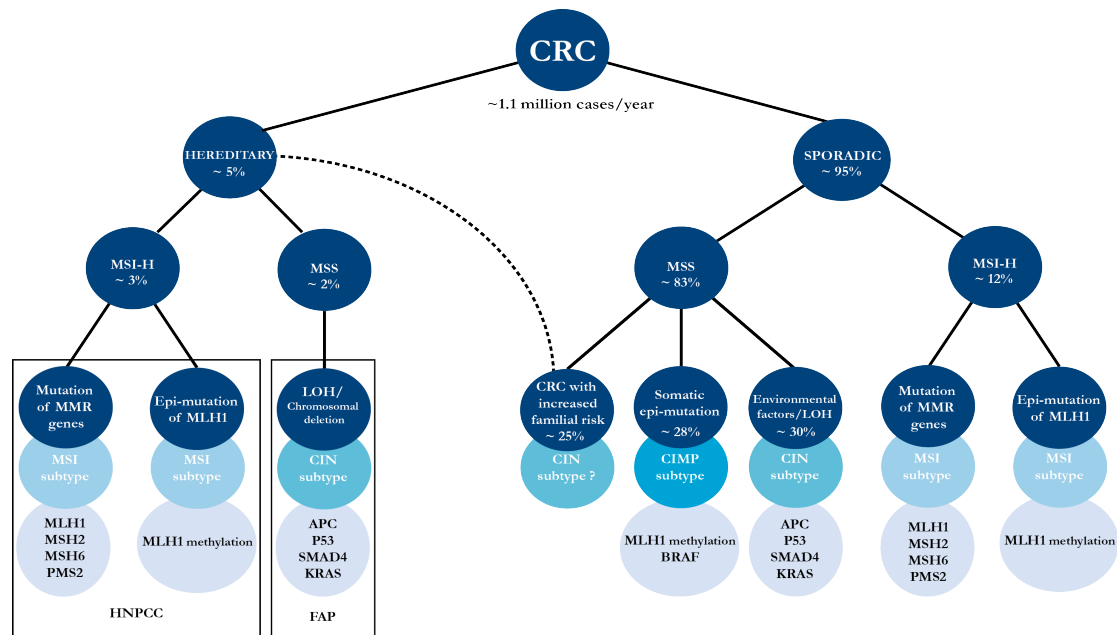 CRC
~1.1 million cases/year
HEREDITARY
~ 5%
SPORADIC
~ 95%
MSI-H
~ 3%
MSS
~ 2%
MSS
~ 83%
MSI-H
~ 12%
Mutation
of MMR
genes
MSI
subtype
MLH1
MSH2
MSH6
PMS2
Epi-mutation
of MLH1
MSI
subtype
MLH1 methylation
HNPCC
LOH/
Chromosomal
deletion
CIN
subtype
APC
P53
SMAD4
KRAS
FAP
CRC with
increased
familial risk
~ 25%
CIN
subtype ?
Somatic
epi-mutation
~ 28%
CIMP
subtype
MLH1 methylation
BRAF
Environmental
factors/LOH
~ 30%
CIN
subtype
APC
P53
SMAD4
KRAS
Mutation
of MMR
genes
MSI
subtype
MLH1
MSH2
MSH6
PMS2
Epi-mutation
of MLH1
MSI
subtype
MLH1 methylation